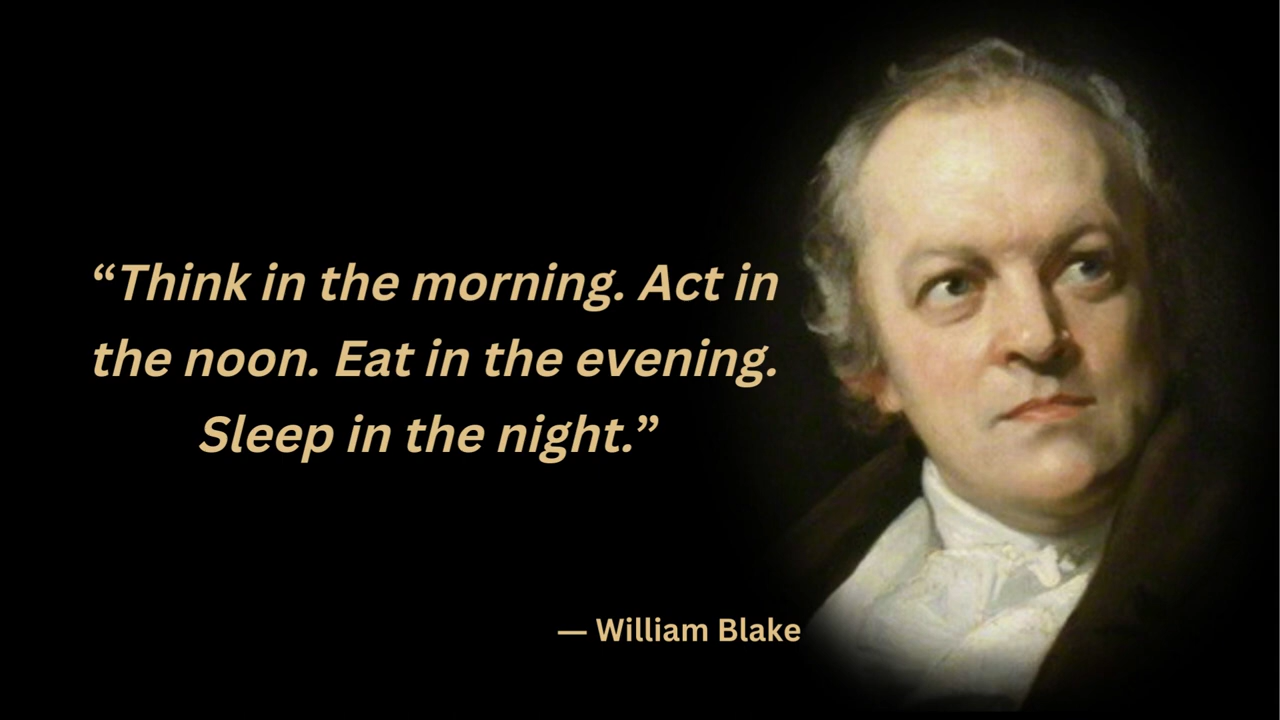 “Think in the morning. Act in
the noon. Eat in the evening.
Sleep in the night.”
— William Blake